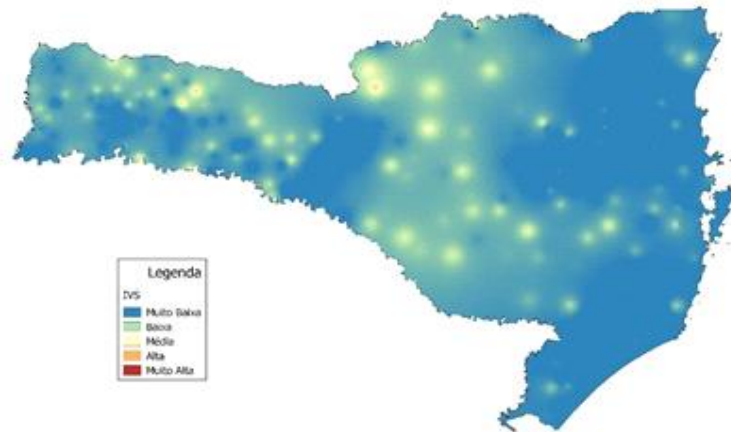 Legenda
IVS
Muito Baixa
Baixa
Média
Alta
Muito Alta